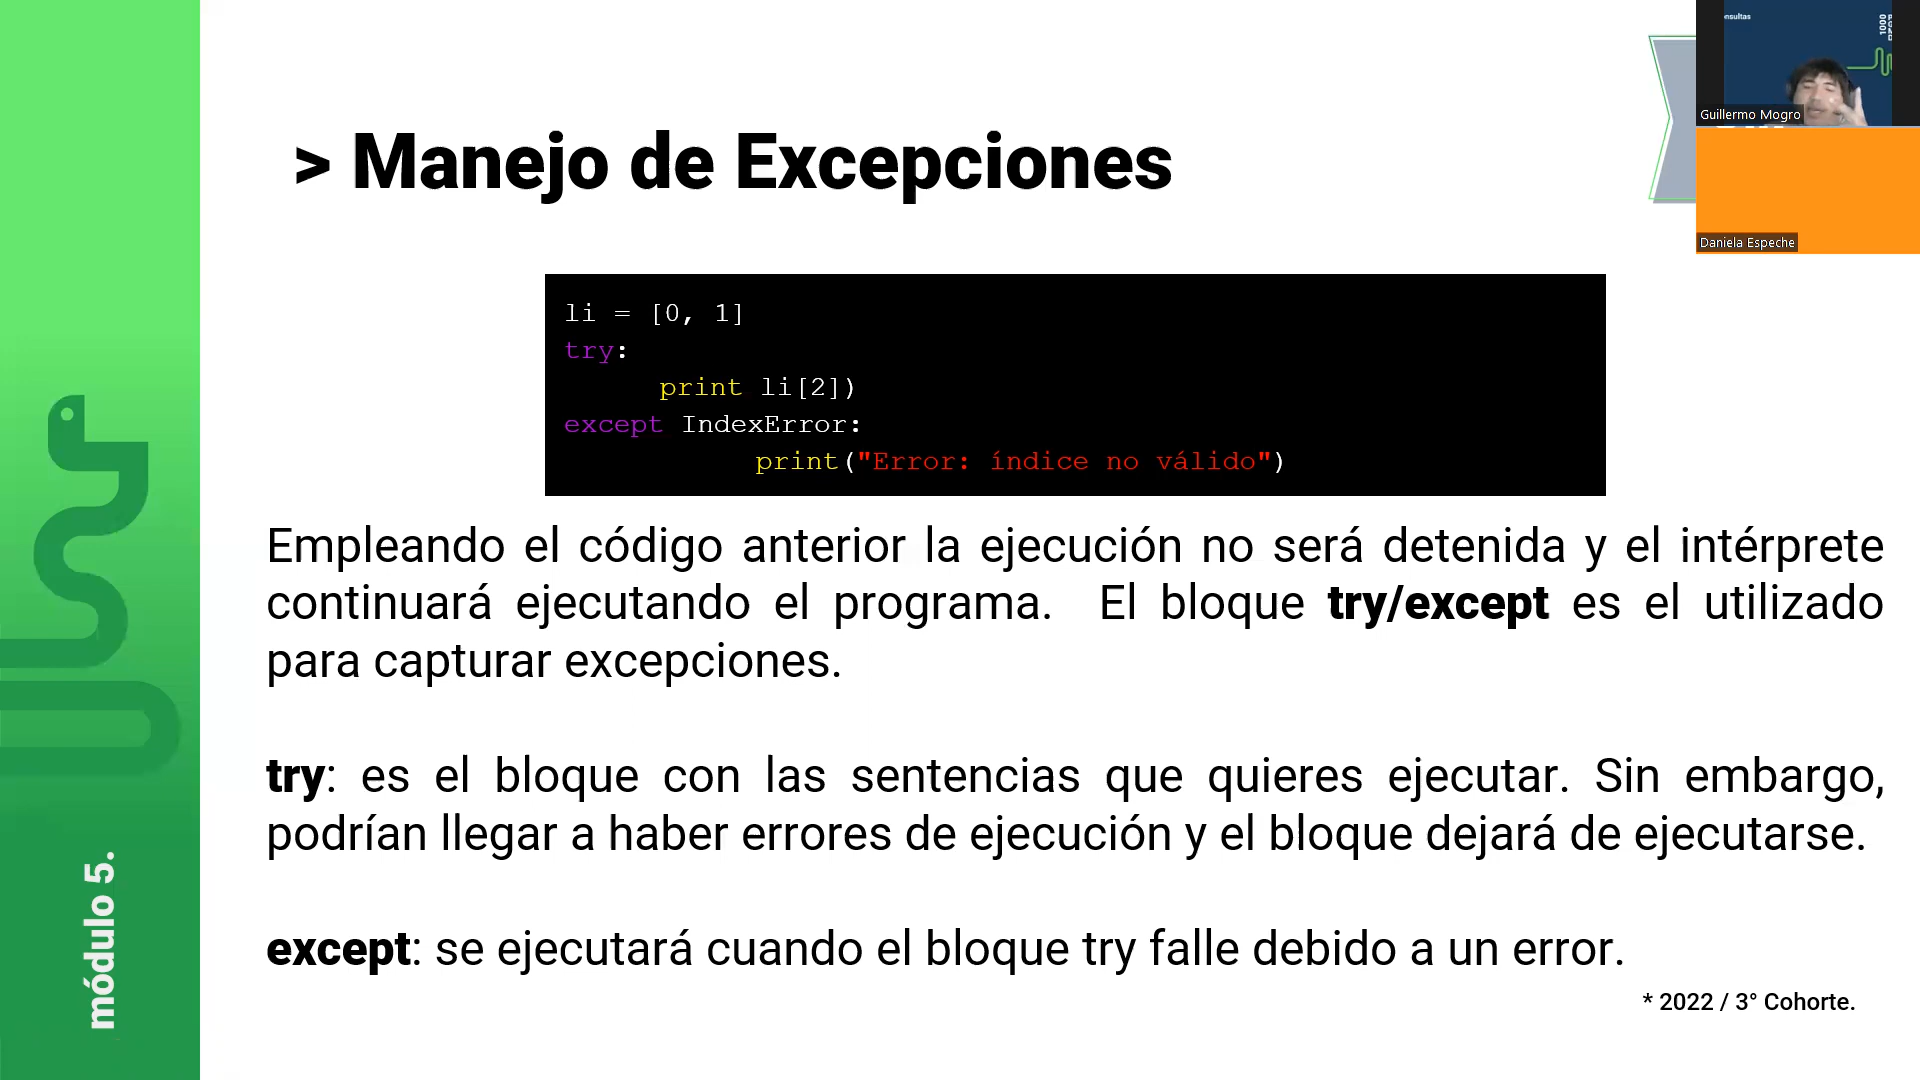 > Manejo de Excepciones
li = [0, 1]
try:
print li[2])
except IndexError:
print("Error: índice no válido")
Empleando el código anterior la ejecución no será detenida y el intérprete
continuará ejecutando el programa. El bloque try/except es el utilizado
para capturar excepciones.
try: es el bloque con las sentencias que quieres ejecutar. Sin embargo,
podrían llegar a haber errores de ejecución y el bloque dejará de ejecutarse.
except: se ejecutará cuando el bloque try falle debido a un error.
* 2022 / 3° Cohorte.
módulo 5.
nsultas
1000
Guillermo Mogro
Daniela Espeche